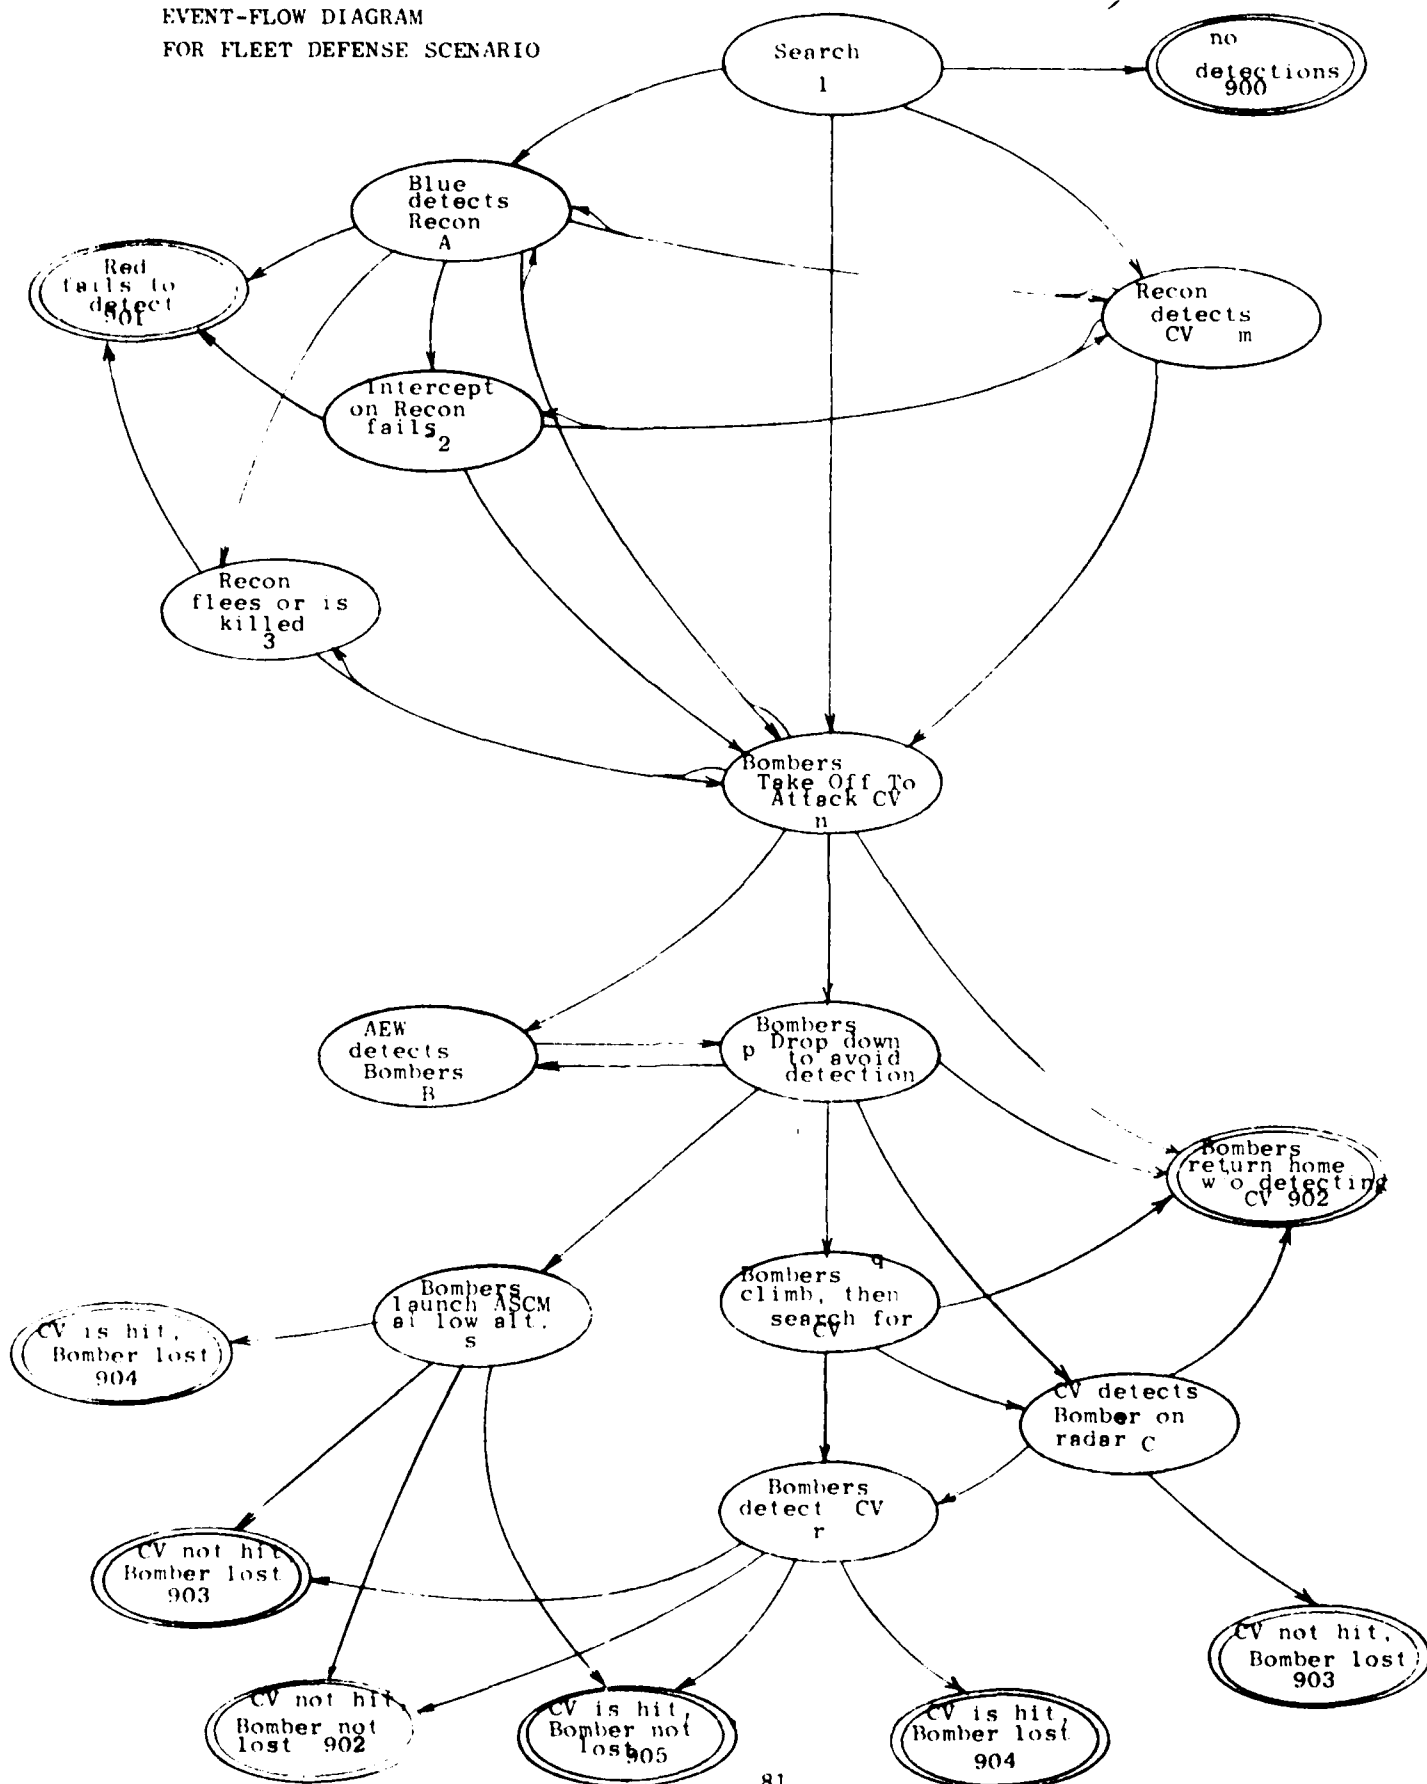 EVENT-FLOW DIAGRAM
FOR FLEET DEFENSE SCENARIO
Search
1
no
detections
900
Blue
detects
Recon
A
Red
fails to
detect
901
Recon
detects
CV m
Intercept
on Recon
fails
2
Recon
flees or is
killed
3
Bombers
Take Off To
Attack CV
n
AEW
detects
Bombers
B
Bombers
p Drop down
to avoid
detection
Bombers
return home
w/o detecting
CV 902
Bombers
launch ASCM
at low alt.
s
q
Bombers
climb, then
search for
CV
CV is hit,
Bomber lost
904
CV detects
Bomber on
radar C
Bombers
detect CV
r
CV not hit
Bomber lost
903
CV not hit,
Bomber lost
903
CV not hit,
Bomber not
lost 902
CV is hit,
Bomber not
lost
905
CV is hit,
Bomber lost
904
81